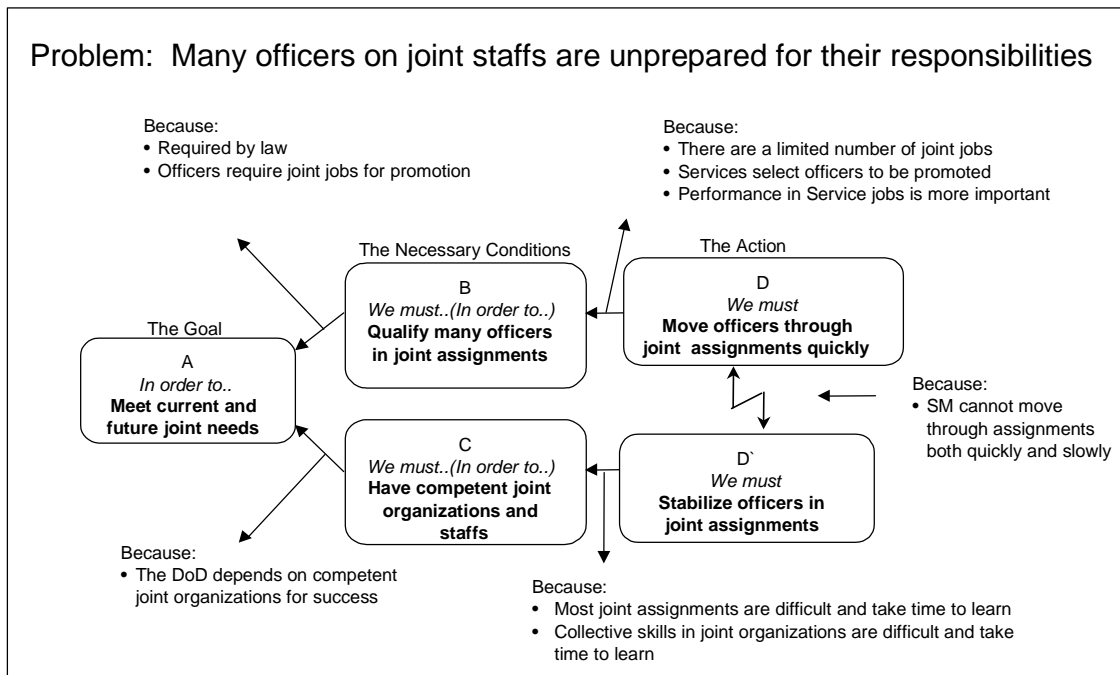 Problem: Many officers on joint staffs are unprepared for their responsibilities
Because:
• Required by law
• Officers require joint jobs for promotion
Because:
• There are a limited number of joint jobs
• Services select officers to be promoted
• Performance in Service jobs is more important
The Necessary Conditions
The Action
B
We must..(In order to..)
Qualify many officers
in joint assignments
D
We must
Move officers through
joint assignments quickly
The Goal
A
In order to..
Meet current and
future joint needs
Because:
• SM cannot move
through assignments
both quickly and slowly
C
We must..(In order to..)
Have competent joint
organizations and
staffs
D`
We must
Stabilize officers in
joint assignments
Because:
• The DoD depends on competent
joint organizations for success
Because:
• Most joint assignments are difficult and take time to learn
• Collective skills in joint organizations are difficult and take
time to learn